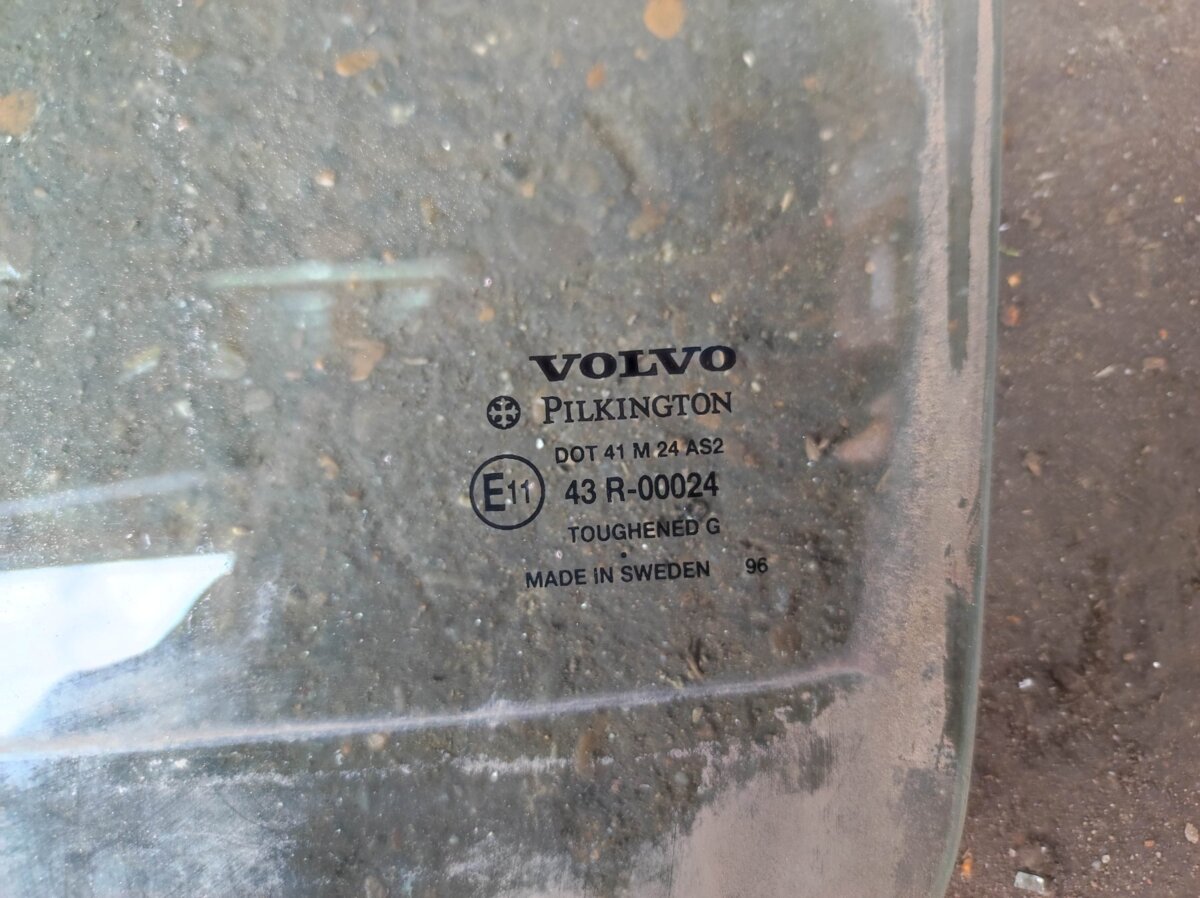 VOLVO
PILKINGTON
DOT 41 M 24 AS2
E11 43 R-00024
TOUGHENED G
.
MADE IN SWEDEN 96